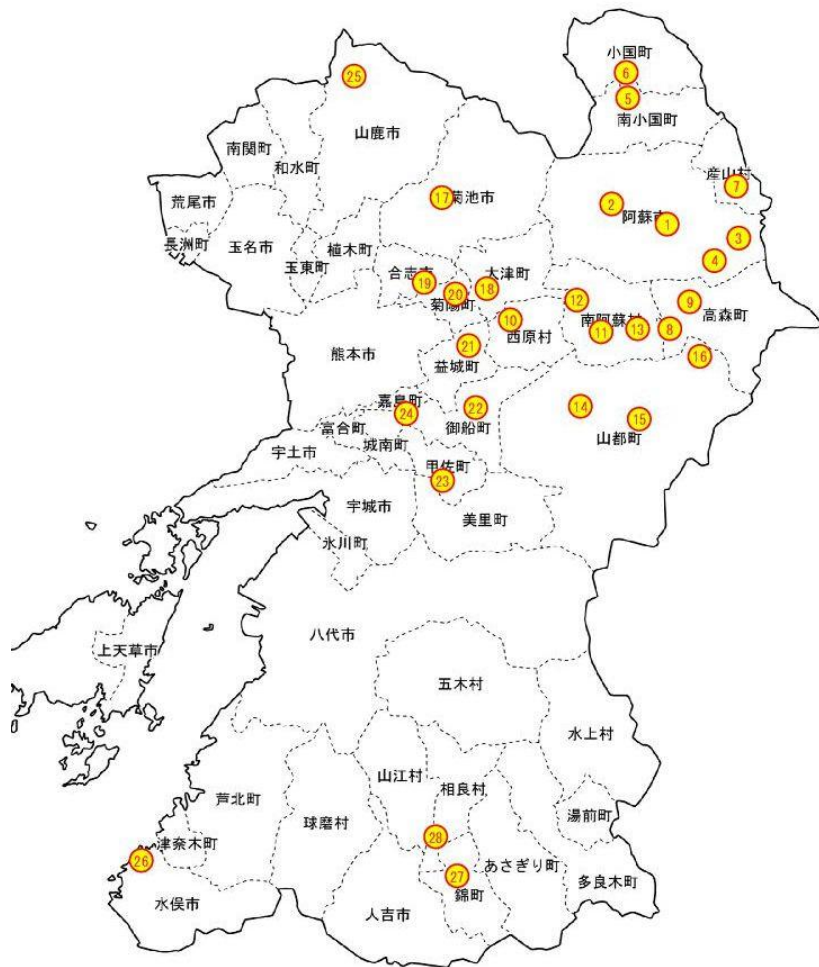 小国町
6
5
南小国町
25
山鹿市
南関町
和水町
産山村
7
荒尾市
17
菊池市
2
阿蘇市
1
3
長洲町
玉名市
植木町
玉東町
4
合志市
19
大津町
18
20
菊陽町
12
9
高森町
10
西原村
南阿蘇村
11
13
8
熊本市
21
益城町
16
嘉島町
24
22
御船町
14
15
山都町
富合町
城南町
宇土市
甲佐町
23
宇城市
美里町
氷川町
八代市
上天草市
五木村
水上村
山江村
相良村
芦北町
球磨村
湯前町
28
津奈木町
26
あさぎり町
27
錦町
多良木町
水俣市
人吉市